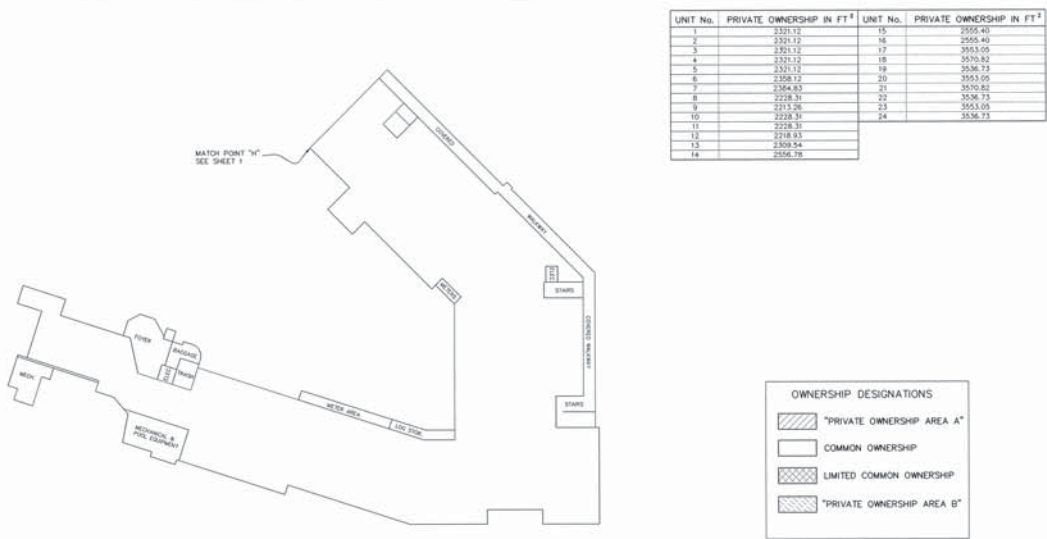 UNIT No. PRIVATE OWNERSHIP IN FT² UNIT No. PRIVATE OWNERSHIP IN FT²
1 2321.12 15 2555.40
2 2321.12 16 2555.40
3 2321.12 17 3553.05
4 2321.12 18 3570.82
5 2321.12 19 3536.73
6 2358.12 20 3553.05
7 2384.83 21 3570.82
8 2228.31 22 3536.73
9 2213.26 23 3553.05
10 2228.31 24 3536.73
11 2228.31
12 2218.93
13 2309.54
14 2556.78
MATCH POINT "H"
SEE SHEET 1
COVERED
WALKWAY
ELEC
STAIRS
METERS
COVERED WALKWAY
FOYER
BAGGAGE
MECH.
METER AREA
LOG STOR.
STAIRS
MECHANICAL &
POOL EQUIPMENT
OWNERSHIP DESIGNATIONS
"PRIVATE OWNERSHIP AREA A"
COMMON OWNERSHIP
LIMITED COMMON OWNERSHIP
"PRIVATE OWNERSHIP AREA B"